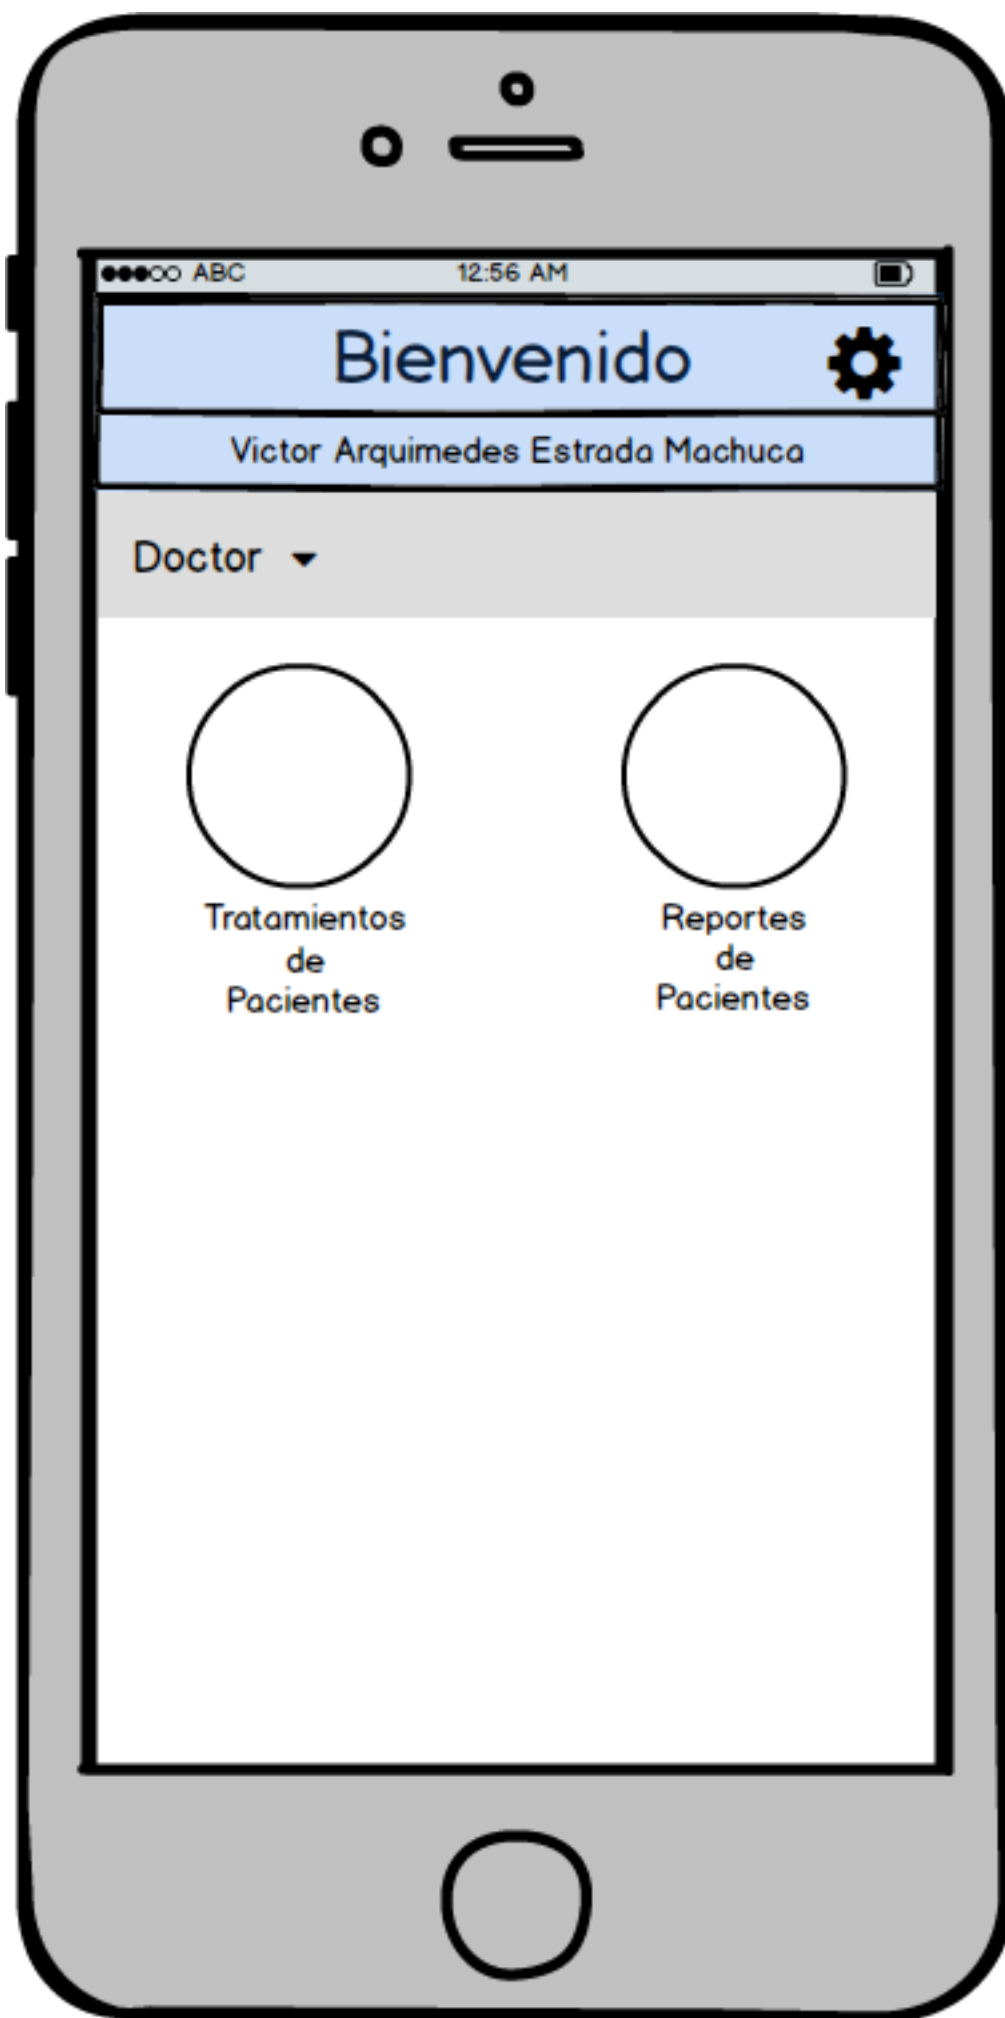 ABC 12:56 AM
Bienvenido
Victor Arquimedes Estrada Machuca
Doctor
Tratamientos
de
Pacientes
Reportes
de
Pacientes